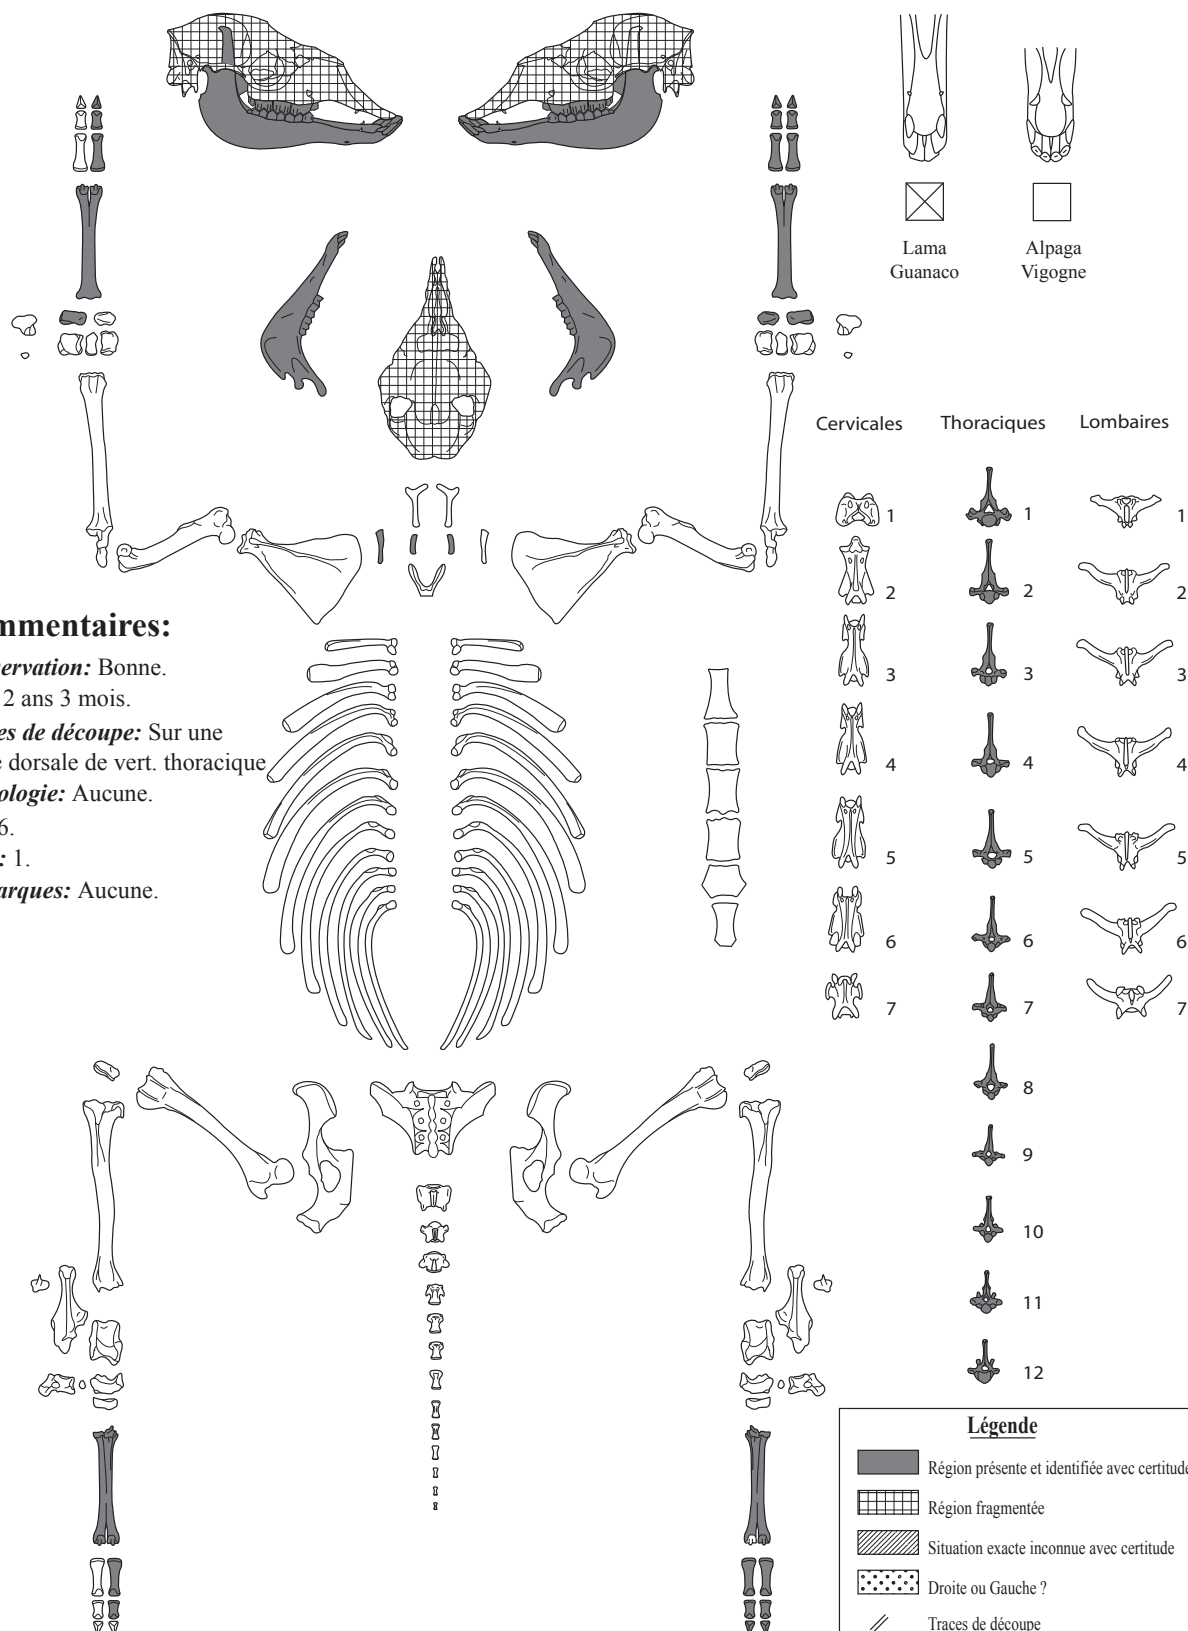 Lama
Guanaco
Alpaga
Vigogne
Cervicales
Thoraciques
Lombaires
1
2
3
4
5
6
7
1
2
3
4
5
6
7
8
9
10
11
12
1
2
3
4
5
6
7
mmentaires:
servation: Bonne.
2 ans 3 mois.
es de découpe: Sur une
e dorsale de vert. thoracique
ologie: Aucune.
6.
: 1.
arques: Aucune.
Légende
Région présente et identifiée avec certitude
Région fragmentée
Situation exacte inconnue avec certitude
Droite ou Gauche ?
Traces de découpe